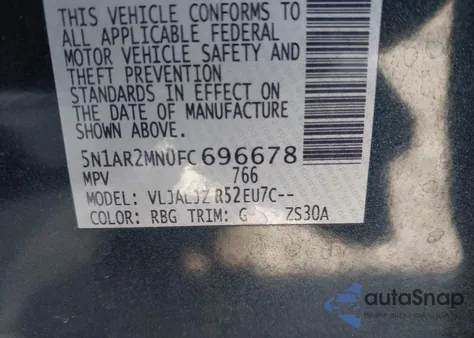 THIS VEHICLE CONFORMS TO
ALL APPLICABLE FEDERAL
MOTOR VEHICLE SAFETY AND
THEFT PREVENTION
STANDARDS IN EFFECT ON
THE DATE OF MANUFACTURE
SHOWN ABOVE.
5N1AR2MN0FC696678
MPV 766
MODEL: VLJALJZ R52EU7C--
COLOR: RBG TRIM: G ZS30A
autoSnap